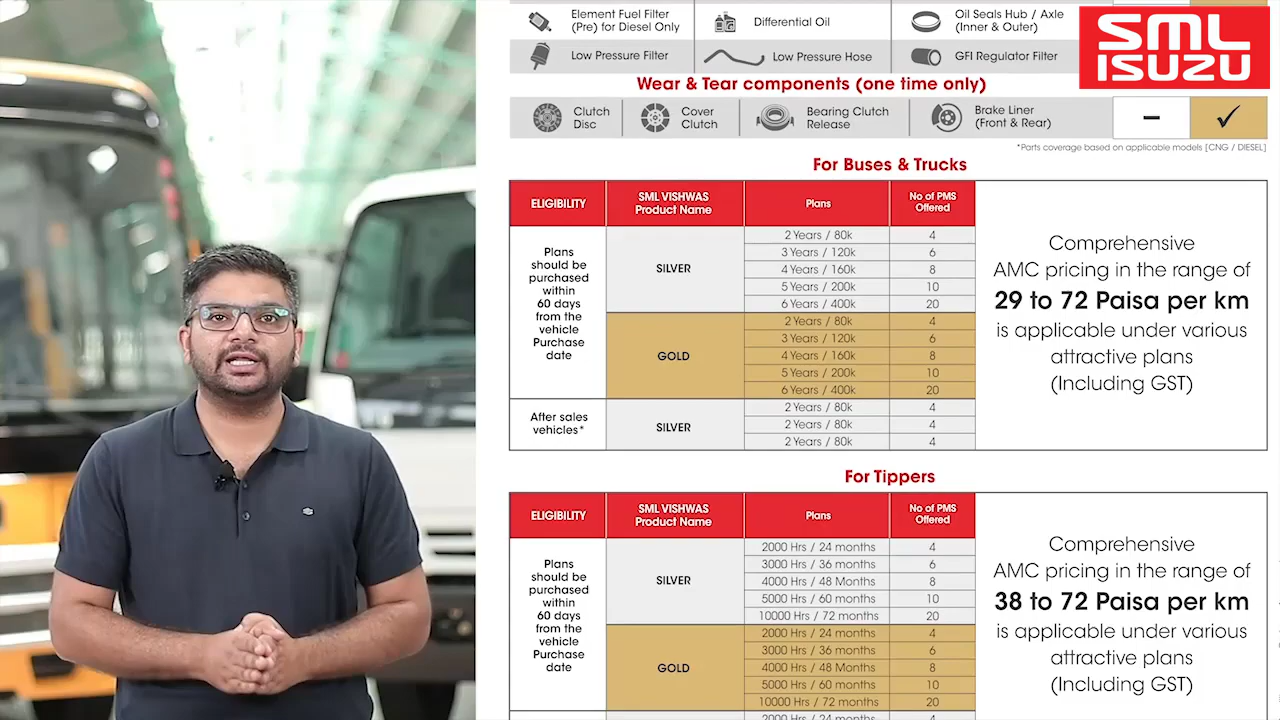 Element Fuel Filter
(Pre) for Diesel Only
Differential Oil
Oil Seals Hub / Axle
(Inner & Outer)
Low Pressure Filter
Low Pressure Hose
GFI Regulator Filter
SML
ISUZU
Wear & Tear components (one time only)
Clutch
Disc
Cover
Clutch
Bearing Clutch
Release
Brake Liner
(Front & Rear)
*Parts coverage based on applicable models [CNG / DIESEL]
For Buses & Trucks
ELIGIBILITY
SML VISHWAS
Product Name
Plans
No of PMS
Offered
Plans
should be
purchased
within
60 days
from the
vehicle
Purchase
date
SILVER
2 Years / 80k 4
3 Years / 120k 6
4 Years / 160k 8
5 Years / 200k 10
6 Years / 400k 20
GOLD
2 Years / 80k 4
3 Years / 120k 6
4 Years / 160k 8
5 Years / 200k 10
6 Years / 400k 20
After sales
vehicles*
SILVER
2 Years / 80k 4
2 Years / 80k 4
2 Years / 80k 4
Comprehensive
AMC pricing in the range of
29 to 72 Paisa per km
is applicable under various
attractive plans
(Including GST)
For Tippers
ELIGIBILITY
SML VISHWAS
Product Name
Plans
No of PMS
Offered
Plans
should be
purchased
within
60 days
from the
vehicle
Purchase
date
SILVER
2000 Hrs / 24 months 4
3000 Hrs / 36 months 6
4000 Hrs / 48 Months 8
5000 Hrs / 60 months 10
10000 Hrs / 72 months 20
GOLD
2000 Hrs / 24 months 4
3000 Hrs / 36 months 6
4000 Hrs / 48 Months 8
5000 Hrs / 60 months 10
10000 Hrs / 72 months 20
2000 Hrs / 24 months 4
Comprehensive
AMC pricing in the range of
38 to 72 Paisa per km
is applicable under various
attractive plans
(Including GST)